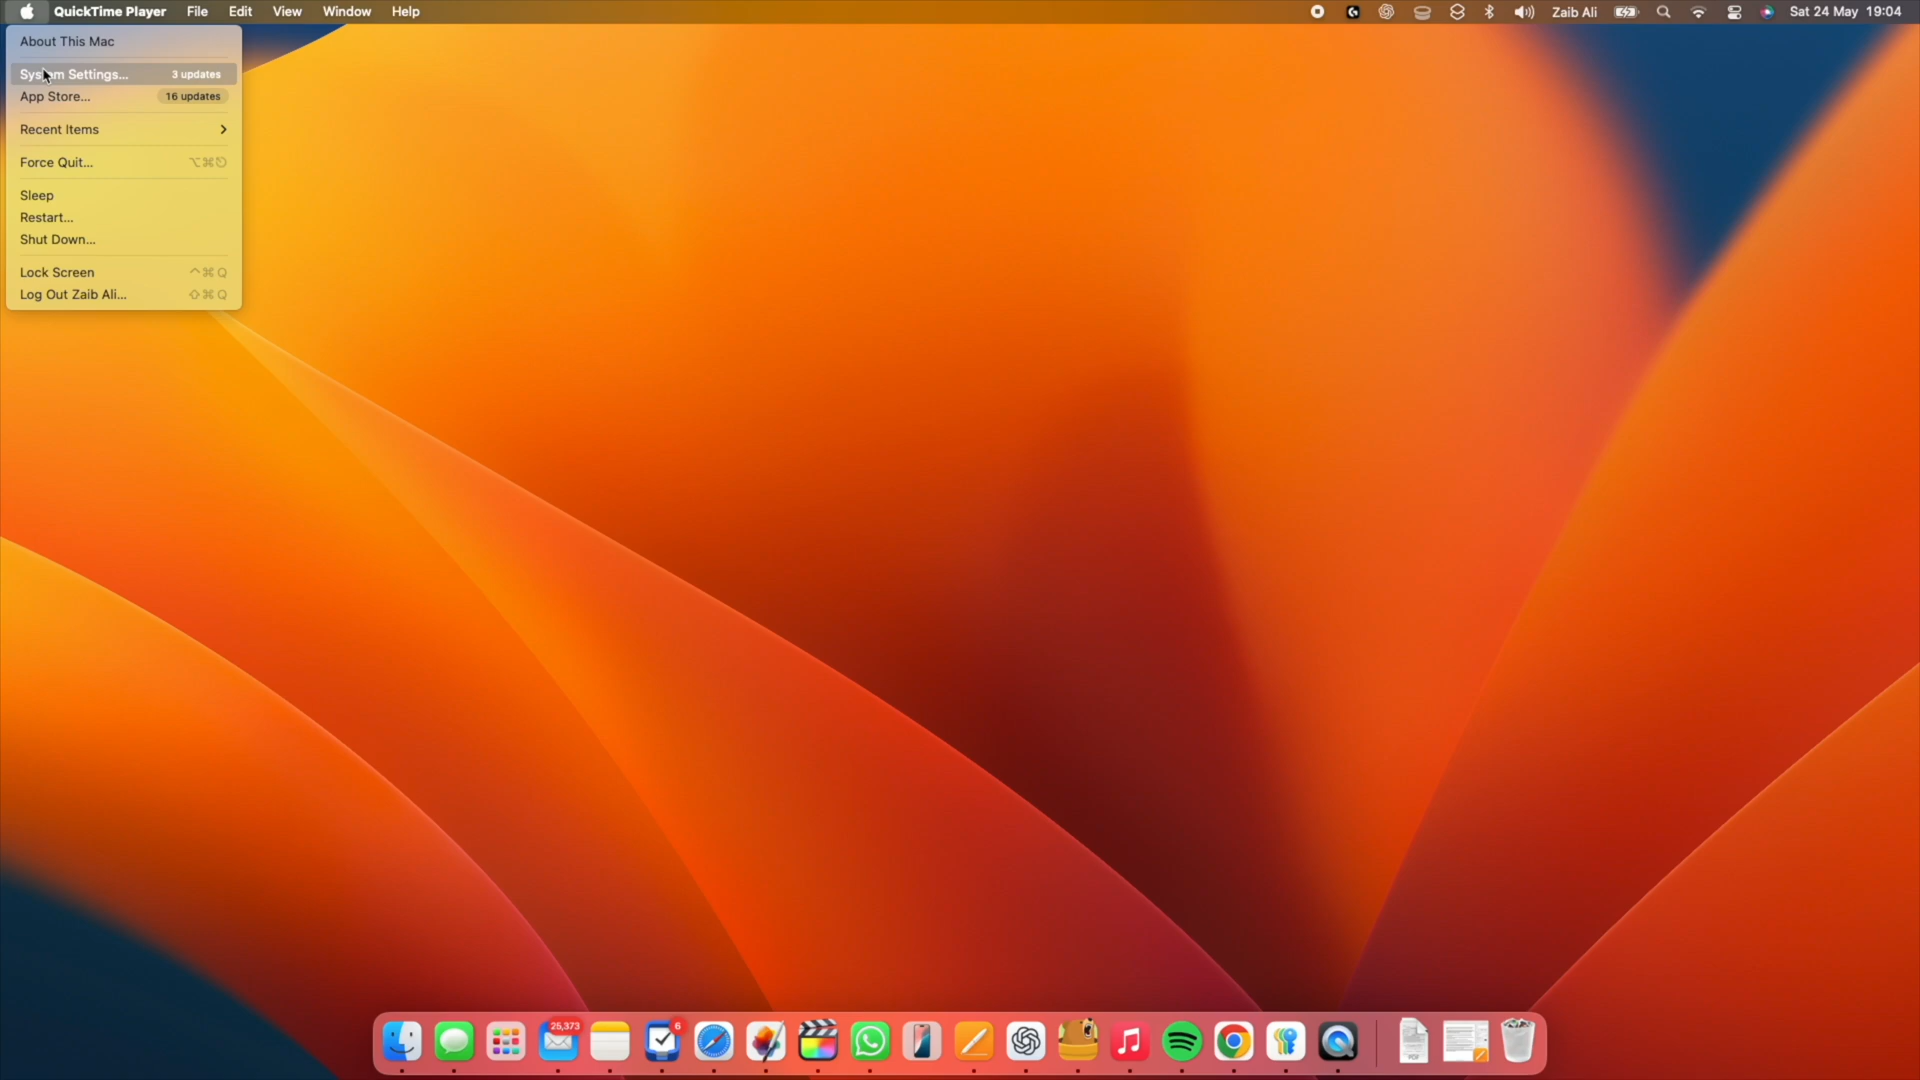 QuickTime Player File Edit View Window Help Zaib Ali Sat 24 May 19:04
About This Mac
System Settings... 3 updates
App Store... 16 updates
Recent Items
Force Quit... ⌥⌘⎋
Sleep
Restart...
Shut Down...
Lock Screen ^⌘Q
Log Out Zaib Ali... ⇧⌘Q
25,373
6
PDF